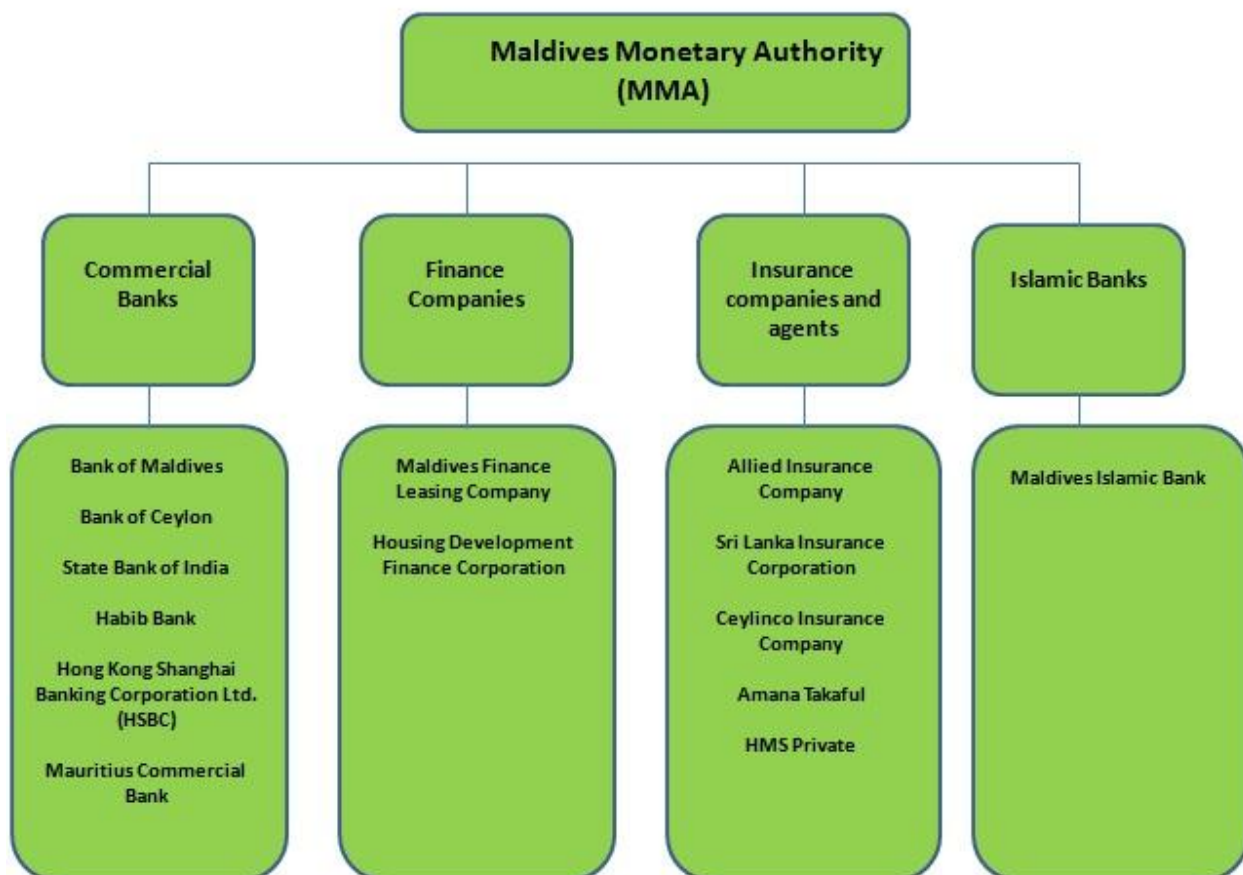 Maldives Monetary Authority
(MMA)
Commercial
Banks
Finance
Companies
Insurance
companies and
agents
Islamic Banks
Bank of Maldives
Bank of Ceylon
State Bank of India
Habib Bank
Hong Kong Shanghai
Banking Corporation Ltd.
(HSBC)
Mauritius Commercial
Bank
Maldives Finance
Leasing Company
Housing Development
Finance Corporation
Allied Insurance
Company
Sri Lanka Insurance
Corporation
Ceylinco Insurance
Company
Amana Takaful
HMS Private
Maldives Islamic Bank